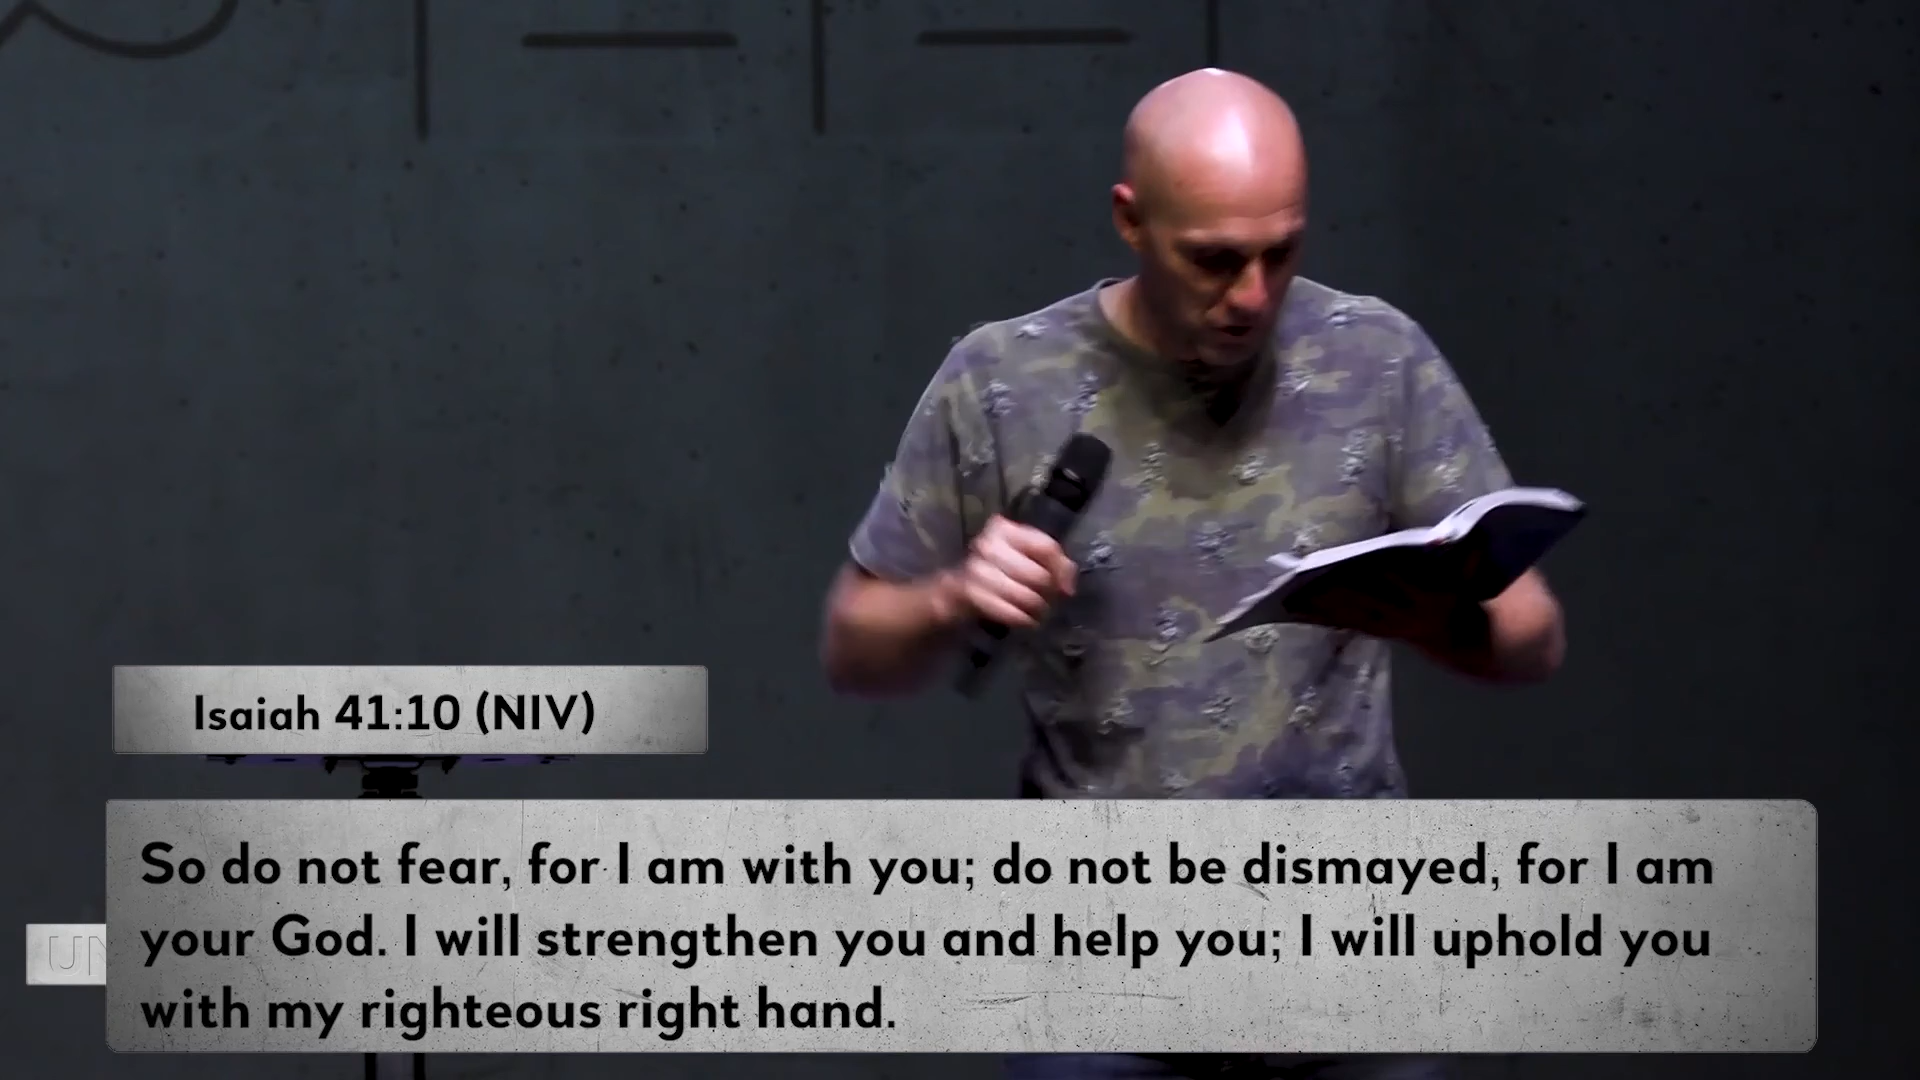 Isaiah 41:10 (NIV)
So do not fear, for I am with you; do not be dismayed, for I am
your God. I will strengthen you and help you; I will uphold you
with my righteous right hand.
UN